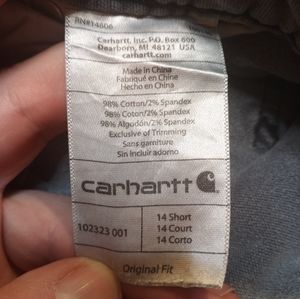 RN#14806
Carhartt, Inc. P.O. Box 600
Dearborn, MI 48121 USA
carhartt.com
Made in China
Fabriqué en Chine
Hecho en China
98% Cotton/2% Spandex
98% Coton/2% Spandex
98% Algodón/2% Spandex
Exclusive of Trimming
Sans garniture
Sin incluir adorno
carhartt
102323 001
14 Short
14 Court
14 Corto
Original Fit